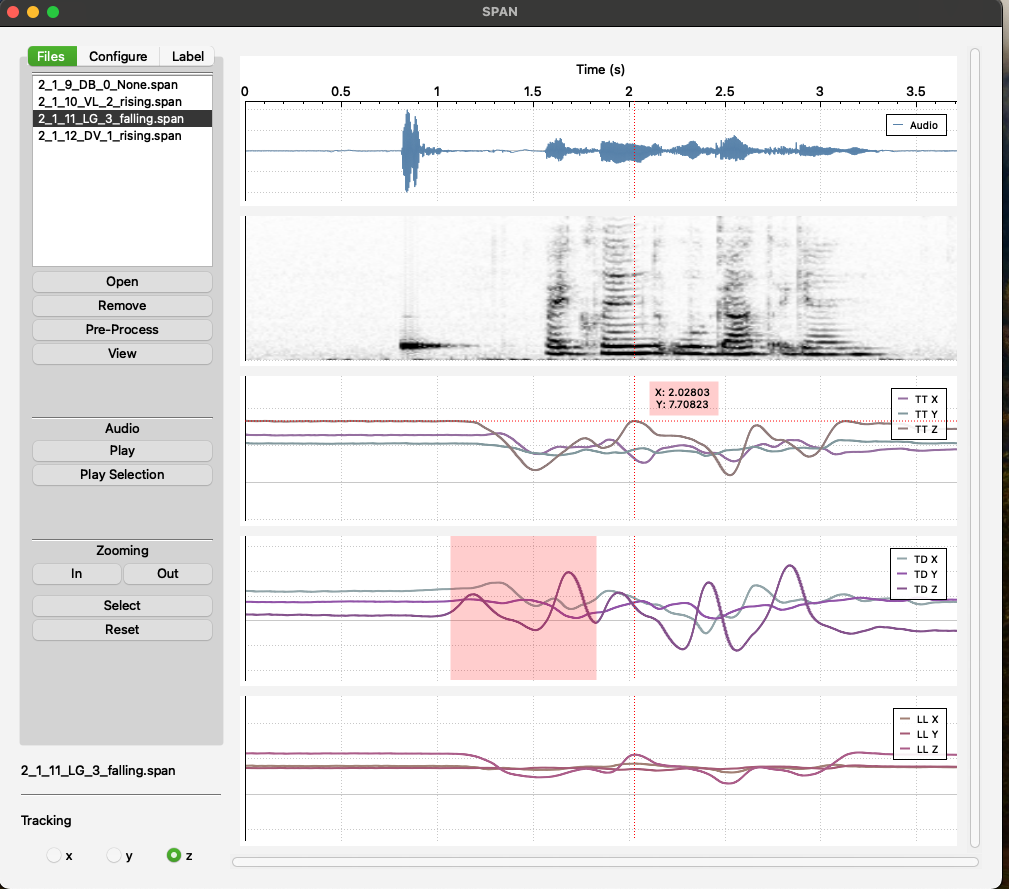 SPAN
Files Configure Label
2_1_9_DB_0_None.span
2_1_10_VL_2_rising.span
2_1_11_LG_3_falling.span
2_1_12_DV_1_rising.span
Open
Remove
Pre-Process
View
Audio
Play
Play Selection
Zooming
In Out
Select
Reset
2_1_11_LG_3_falling.span
Tracking
x y z
Time (s)
0 0.5 1 1.5 2 2.5 3 3.5
Audio
X: 2.02803
Y: 7.70823
TT X
TT Y
TT Z
TD X
TD Y
TD Z
LL X
LL Y
LL Z